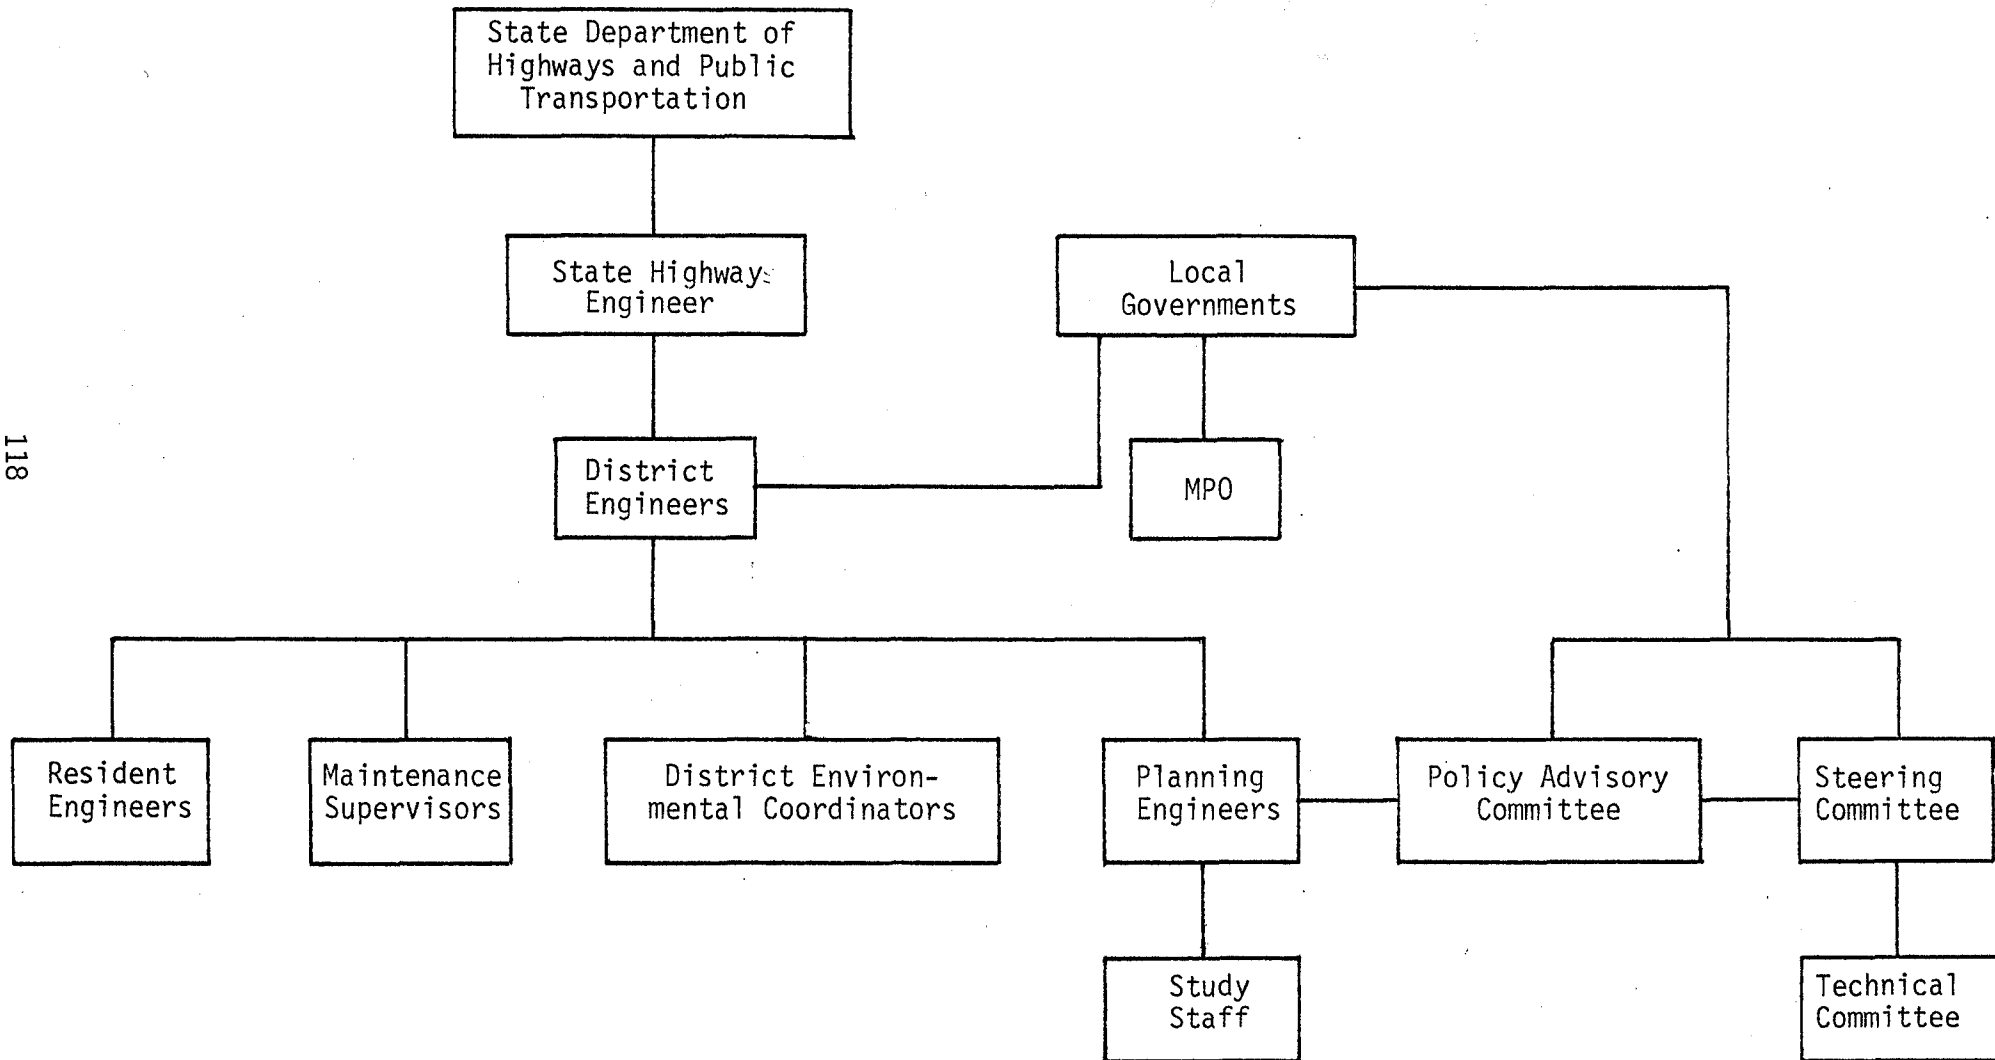 State Department of
Highways and Public
Transportation
State Highways
Engineer
Local
Governments
118
District
Engineers
MPO
Resident
Engineers
Maintenance
Supervisors
District Environ-
mental Coordinators
Planning
Engineers
Policy Advisory
Committee
Steering
Committee
Study
Staff
Technical
Committee